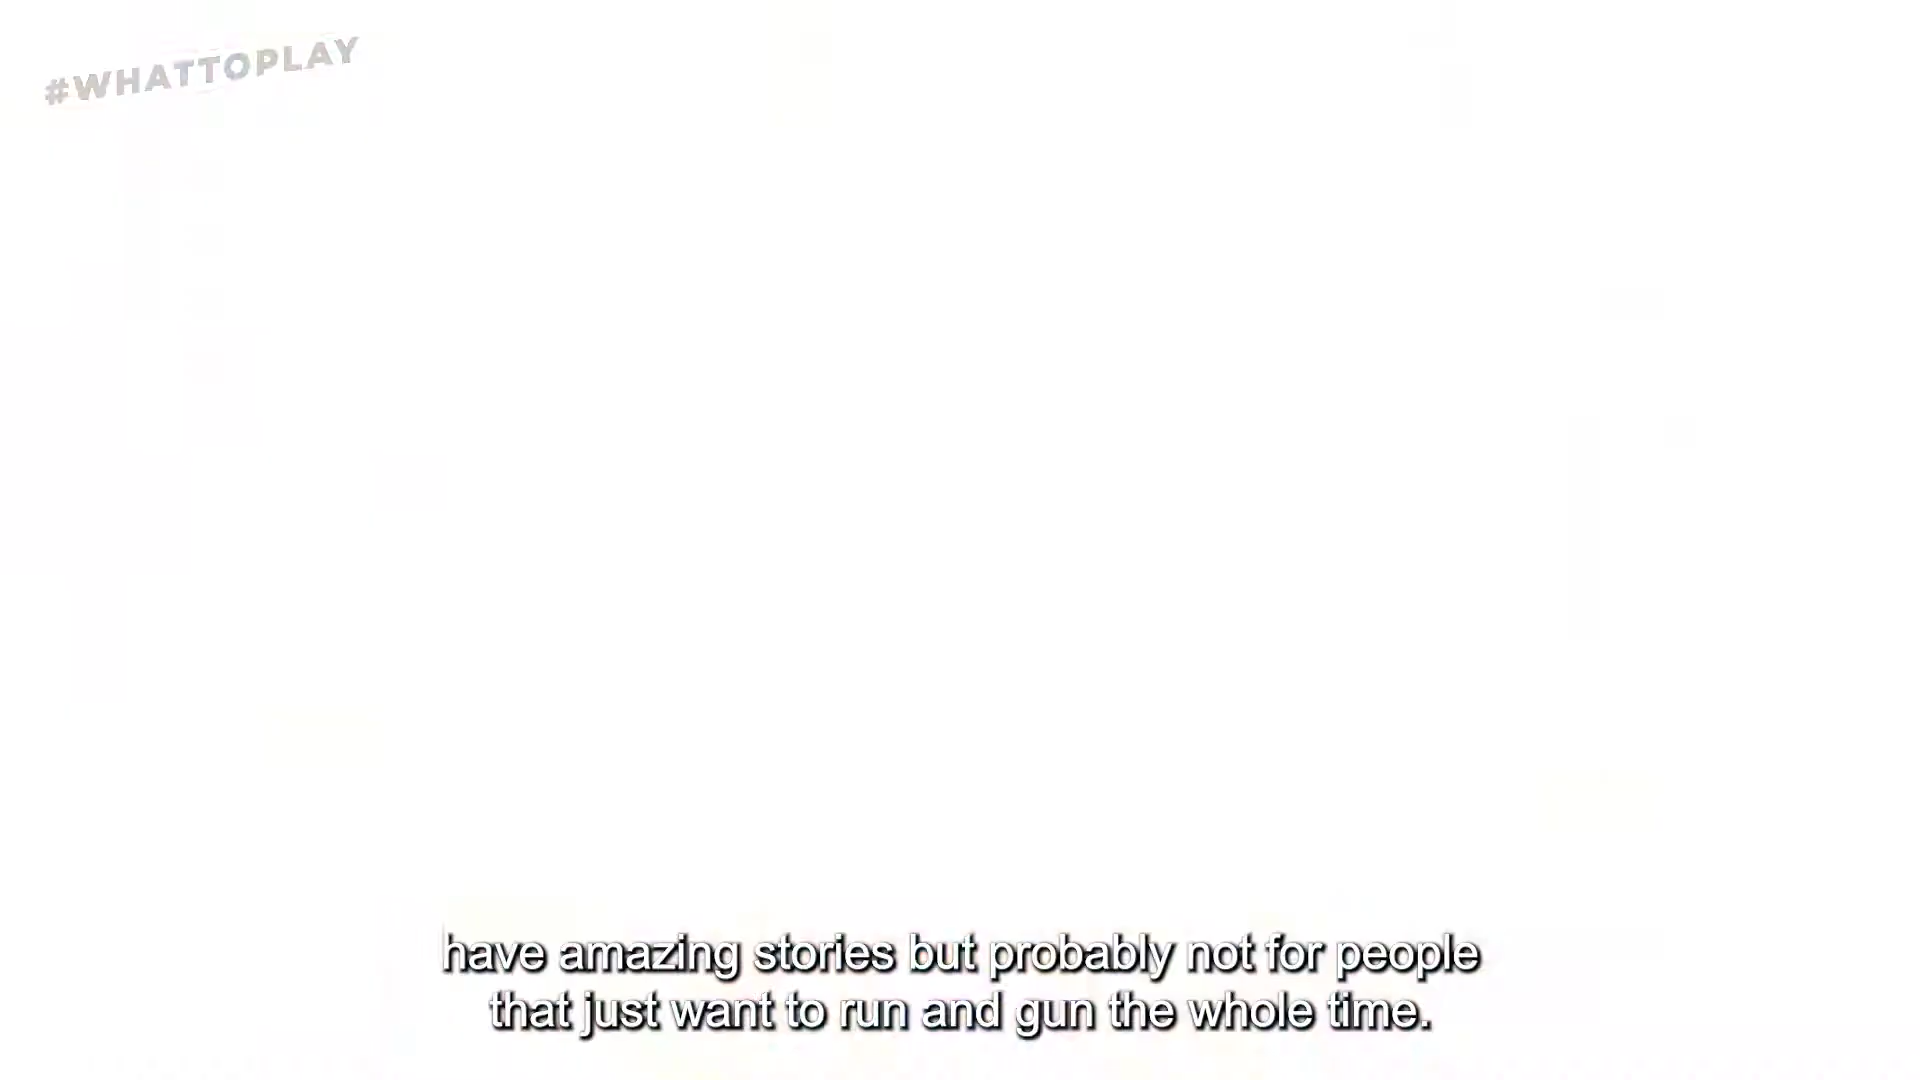 #WHATTOPLAY
have amazing stories but probably not for people
that just want to run and gun the whole time.